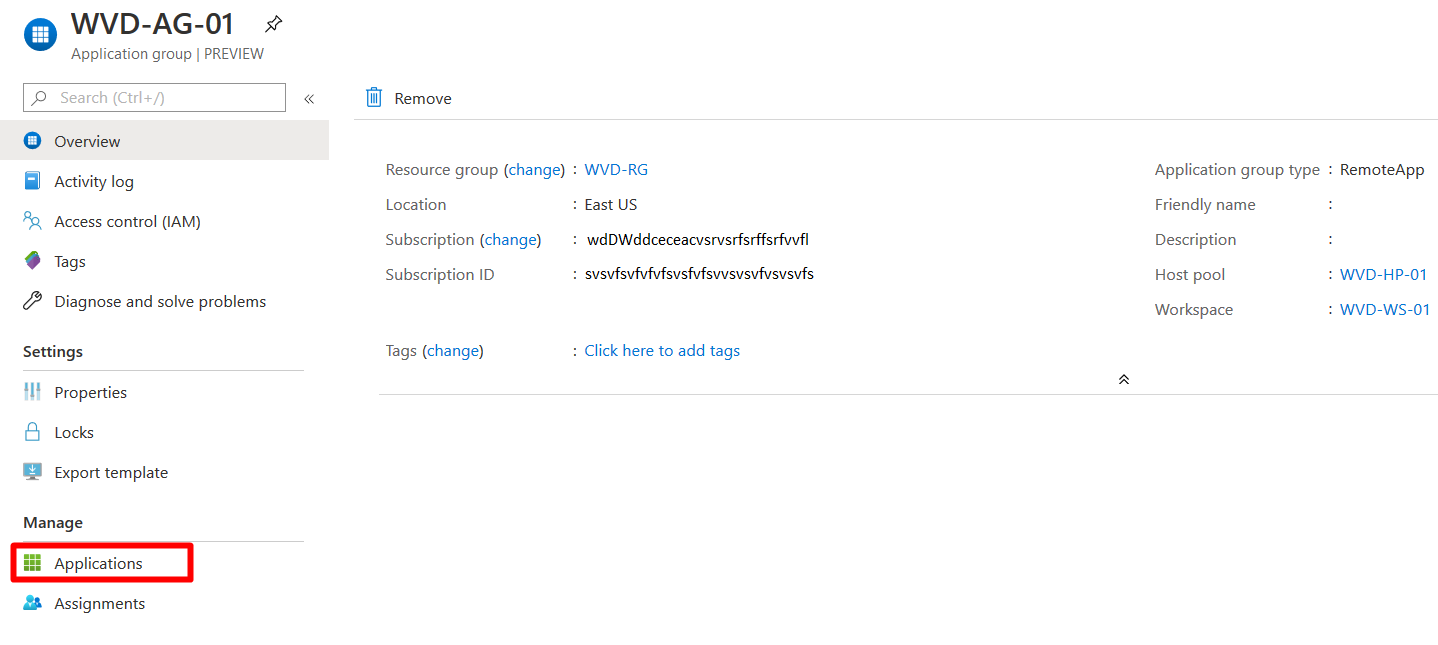 WVD-AG-01
Application group | PREVIEW
Search (Ctrl+/)
«
Remove
Overview
Activity log
Access control (IAM)
Tags
Diagnose and solve problems
Settings
Properties
Locks
Export template
Manage
Applications
Assignments
Resource group (change) : WVD-RG
Location : East US
Subscription (change) : wdDWddceceacvsrvsrfsrffsrfvvfl
Subscription ID : svsvfsvfvfvfsvsfvfsvvsvsvfvsvsvfs
Tags (change) : Click here to add tags
Application group type : RemoteApp
Friendly name :
Description :
Host pool : WVD-HP-01
Workspace : WVD-WS-01